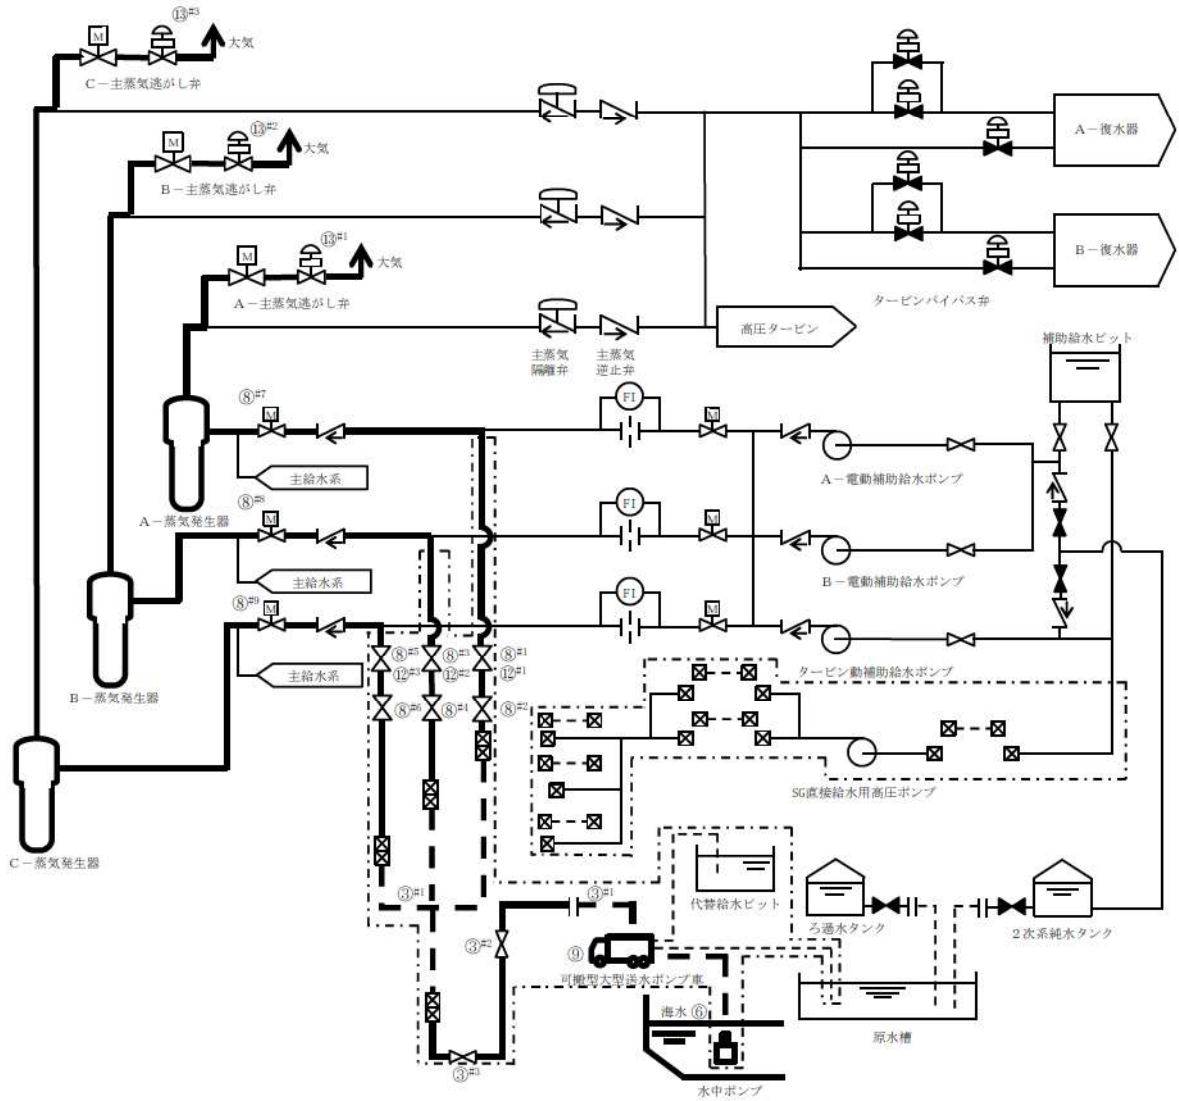 ⑬#3
M
大気
C－主蒸気逃がし弁
⑬#2
M
大気
B－主蒸気逃がし弁
⑬#1
M
大気
A－主蒸気逃がし弁
A－復水器
B－復水器
タービンバイパス弁
高圧タービン
主蒸気
隔離弁
主蒸気
逆止弁
補助給水ピット
⑧#7
M
FI
M
主給水系
A－電動補助給水ポンプ
⑧#8
A－蒸気発生器
M
FI
M
主給水系
B－電動補助給水ポンプ
⑧#9
M
FI
M
主給水系
タービン動補助給水ポンプ
B－蒸気発生器
⑧#5
⑧#3
⑧#1
⑫#3
⑫#2
⑫#1
⑧#6
⑧#4
⑧#2
SG直接給水用高圧ポンプ
C－蒸気発生器
③#1
③#1
代替給水ピット
ろ過水タンク
2次系純水タンク
③#2
⑨
可搬型大型送水ポンプ車
海水⑥
原水槽
③#3
水中ポンプ